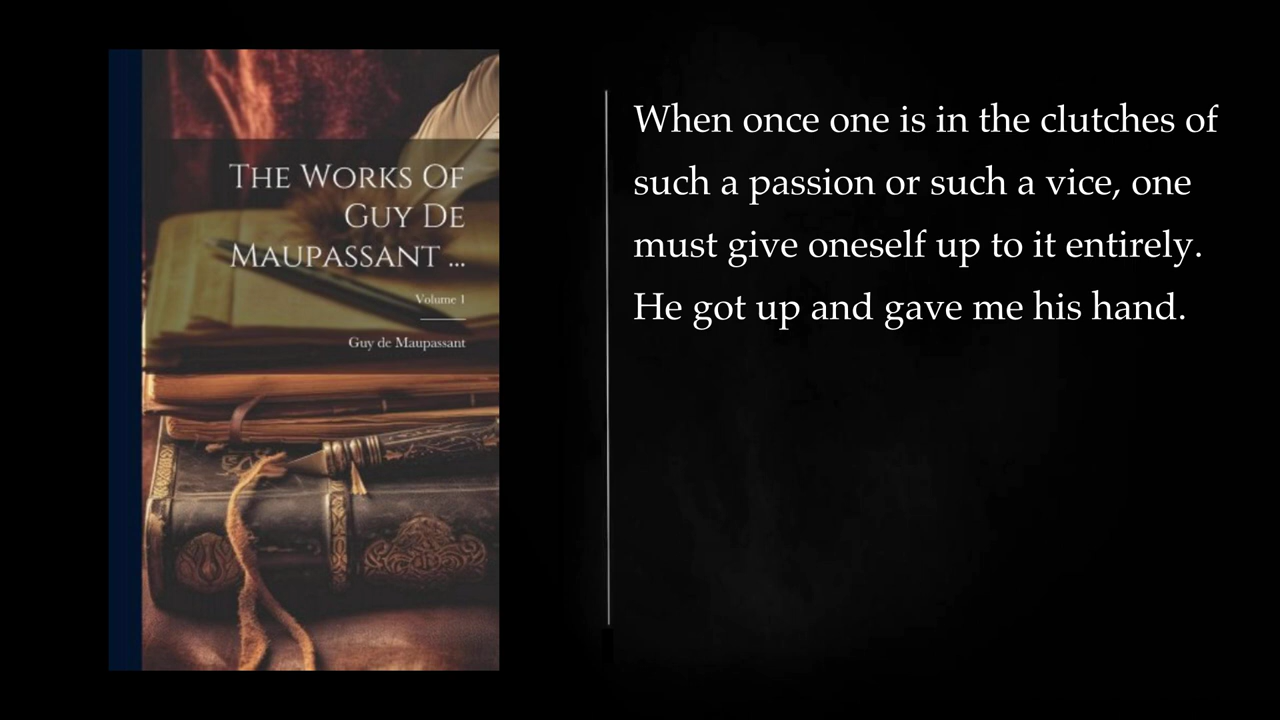 The Works Of
Guy De
Maupassant ...
Volume 1
Guy de Maupassant
When once one is in the clutches of
such a passion or such a vice, one
must give oneself up to it entirely.
He got up and gave me his hand.